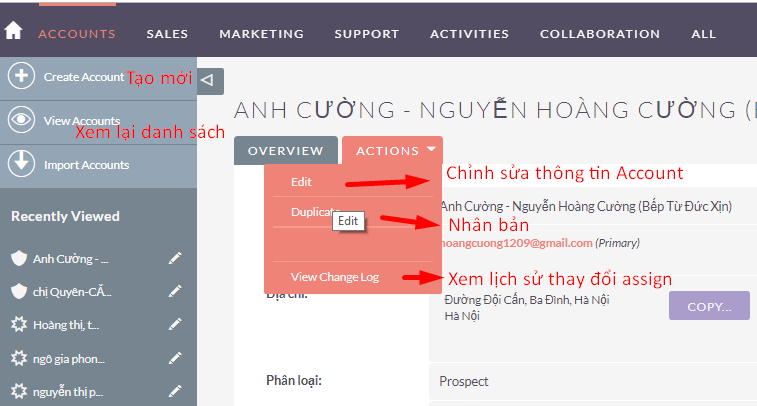 ACCOUNTS SALES MARKETING SUPPORT ACTIVITIES COLLABORATION ALL
Create Account Tạo mới
View Accounts
Xem lại danh sách
Import Accounts
Recently Viewed
Anh Cường - ...
chị Quyên-CĂ...
Hoàng thị, t...
ngô gia phon...
nguyễn thị p...
ANH CƯỜNG - NGUYỄN HOÀNG CƯỜNG (
OVERVIEW ACTIONS
Edit
Chỉnh sửa thông tin Account
Anh Cường - Nguyễn Hoàng Cường (Bếp Từ Đức Xịn)
Duplicate
Edit
Nhân bản
hoangcuong1209@gmail.com (Primary)
View Change Log
Xem lịch sử thay đổi assign
Địa chỉ:
Đường Đội Cấn, Ba Đình, Hà Nội
Hà Nội
COPY...
Phân loại:
Prospect